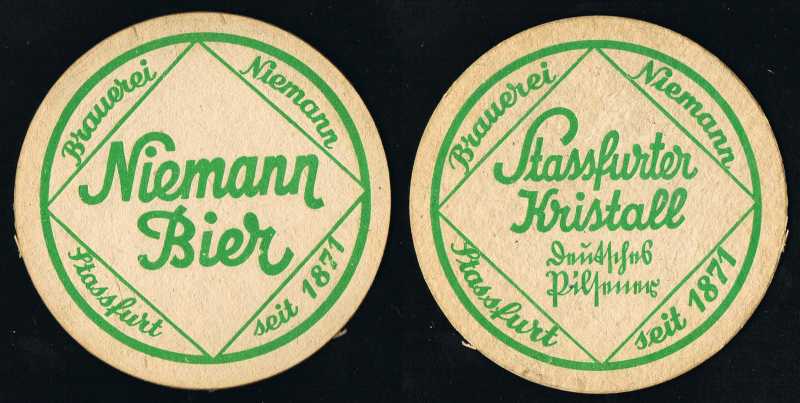 Brauerei
Niemann
Niemann
Bier
Stassfurt
seit 1871
Brauerei
Niemann
Stassfurter
Kristall
Deutsches
Pilsener
Stassfurt
seit 1871